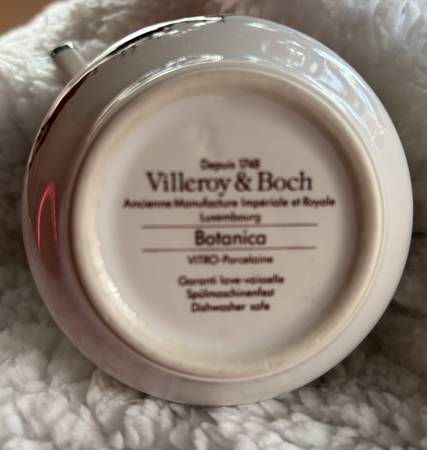 Depuis 1748
Villeroy & Boch
Ancienne Manufacture Impériale et Royale
Luxembourg
Botanica
VITRO-Porcelaine
Garanti lave-vaisselle
Spülmaschinenfest
Dishwasher safe